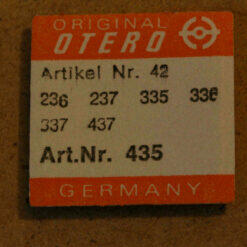 ORIGINAL
OTERO
Artikel Nr. 42
236 237 335 336
337 437
Art.Nr. 435
GERMANY